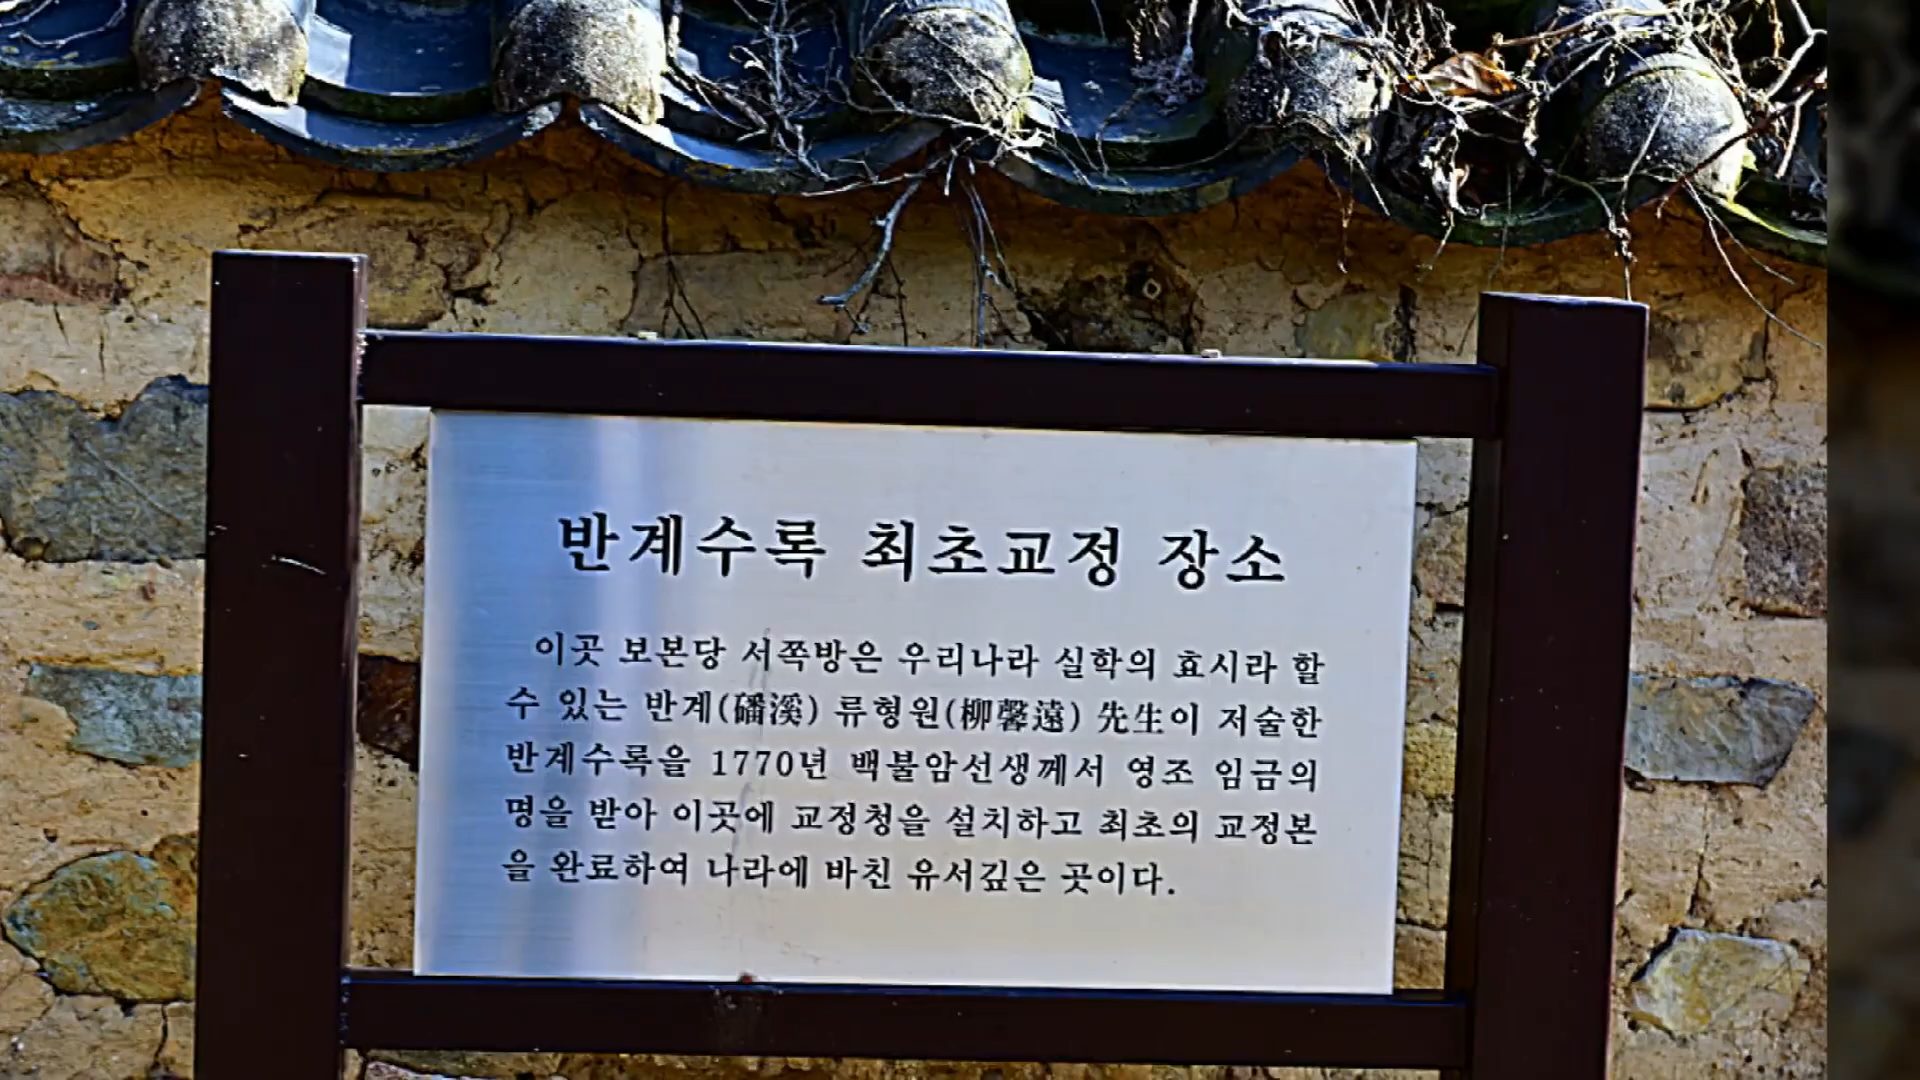 반계수록 최초교정 장소
이곳 보본당 서쪽방은 우리나라 실학의 효시라 할
수 있는 반계(磻溪) 류형원(柳馨遠) 先生이 저술한
반계수록을 1770년 백불암선생께서 영조 임금의
명을 받아 이곳에 교정청을 설치하고 최초의 교정본
을 완료하여 나라에 바친 유서깊은 곳이다.